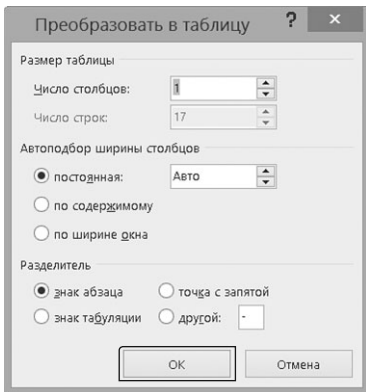 Преобразовать в таблицу ? ×
Размер таблицы
Число столбцов: 1
Число строк: 17
Автоподбор ширины столбцов
постоянная: Авто
по содержимому
по ширине окна
Разделитель
знак абзаца точка с запятой
знак табуляции другой: -
ОК Отмена